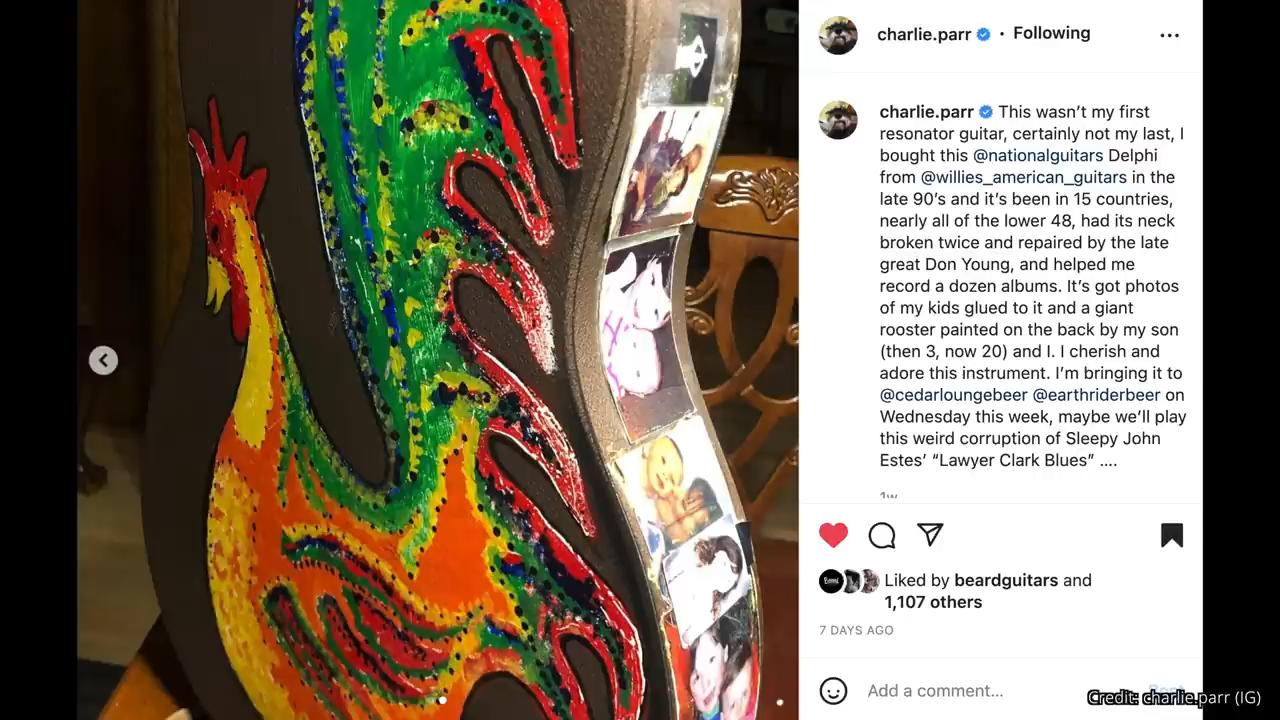 charlie.parr • Following
charlie.parr This wasn’t my first
resonator guitar, certainly not my last, I
bought this @nationalguitars Delphi
from @willies_american_guitars in the
late 90’s and it’s been in 15 countries,
nearly all of the lower 48, had its neck
broken twice and repaired by the late
great Don Young, and helped me
record a dozen albums. It’s got photos
of my kids glued to it and a giant
rooster painted on the back by my son
(then 3, now 20) and I. I cherish and
adore this instrument. I’m bringing it to
@cedarloungebeer @earthriderbeer on
Wednesday this week, maybe we’ll play
this weird corruption of Sleepy John
Estes’ “Lawyer Clark Blues” ....
1w
Liked by beardguitars and
1,107 others
7 DAYS AGO
Add a comment...
Credit: charlie.parr (IG)